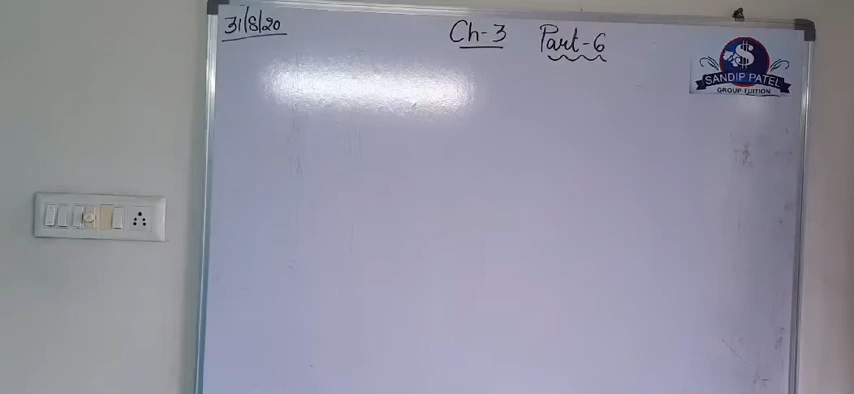 31/8/20
Ch-3 Part-6
SANDIP PATEL
GROUP TUITION